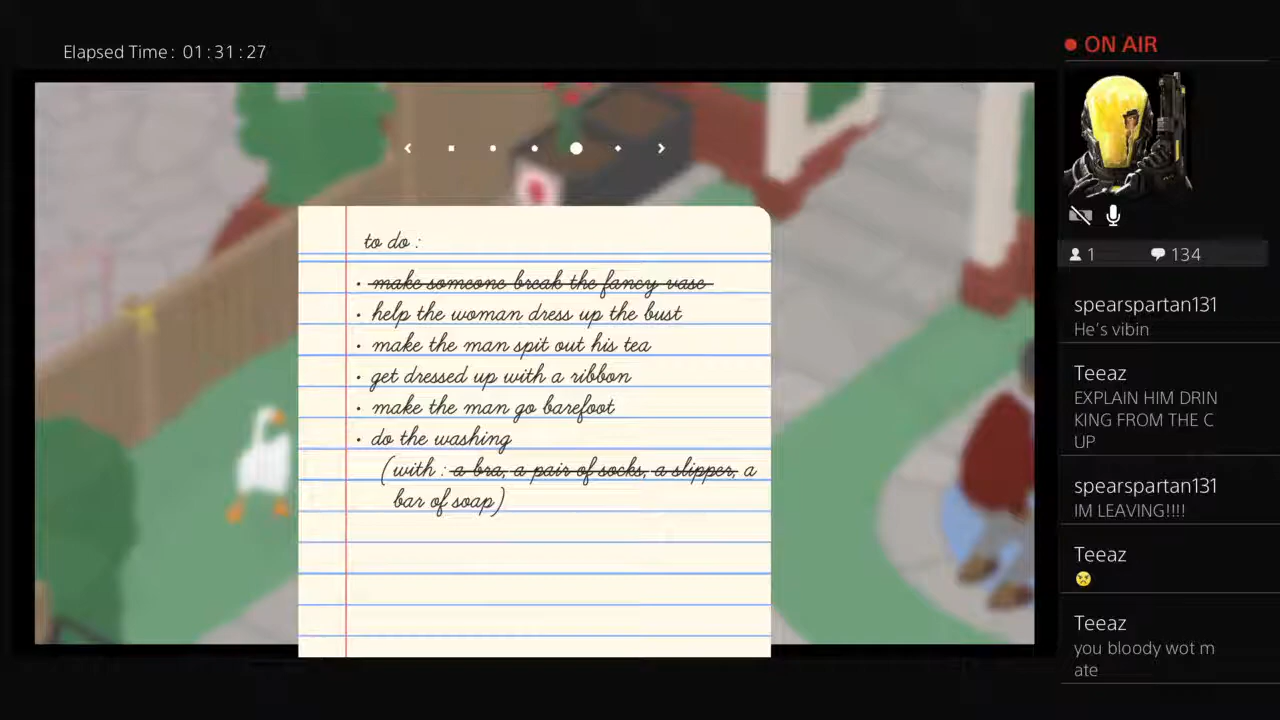 Elapsed Time: 01:31:27
ON AIR
to do :
• make someone break the fancy vase
• help the woman dress up the bust
• make the man spit out his tea
• get dressed up with a ribbon
• make the man go barefoot
• do the washing
(with : a bra, a pair of socks, a slipper, a
bar of soap)
1
134
spearspartan131
He's vibin
Teeaz
EXPLAIN HIM DRIN
KING FROM THE C
UP
spearspartan131
IM LEAVING!!!!
Teeaz
Teeaz
you bloody wot m
ate